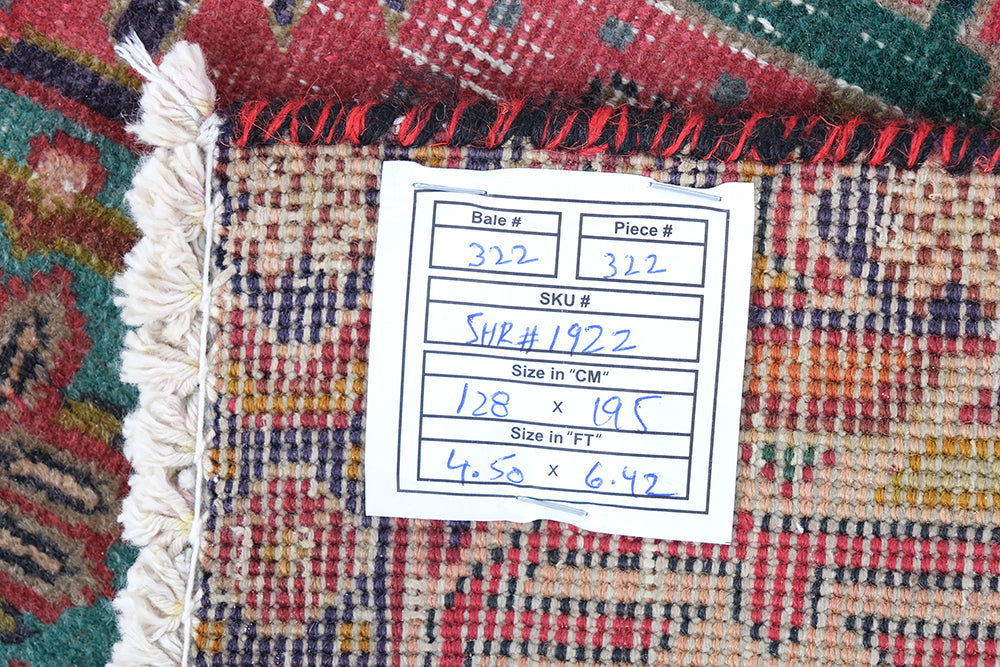 Bale # Piece #
322 322
SKU #
SHR# 1922
Size in "CM"
128 x 195
Size in "FT"
4.50 x 6.42